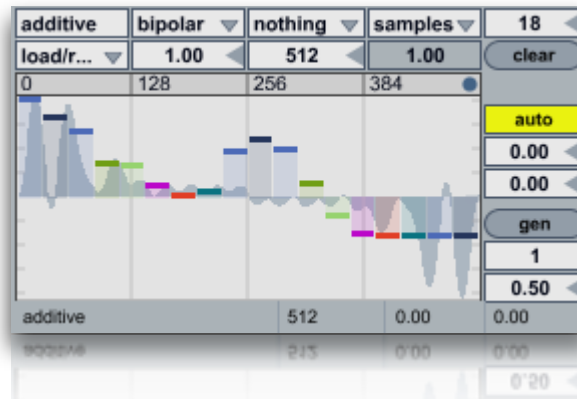 additive bipolar nothing samples 18
load/r... 1.00 512 1.00 clear
0 128 256 384
auto
0.00
0.00
gen
1
0.50
additive 512 0.00 0.00